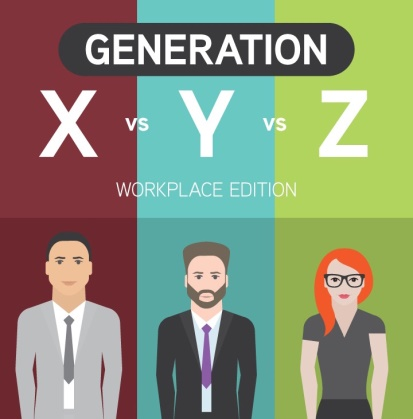 GENERATION
X vs Y vs Z
WORKPLACE EDITION